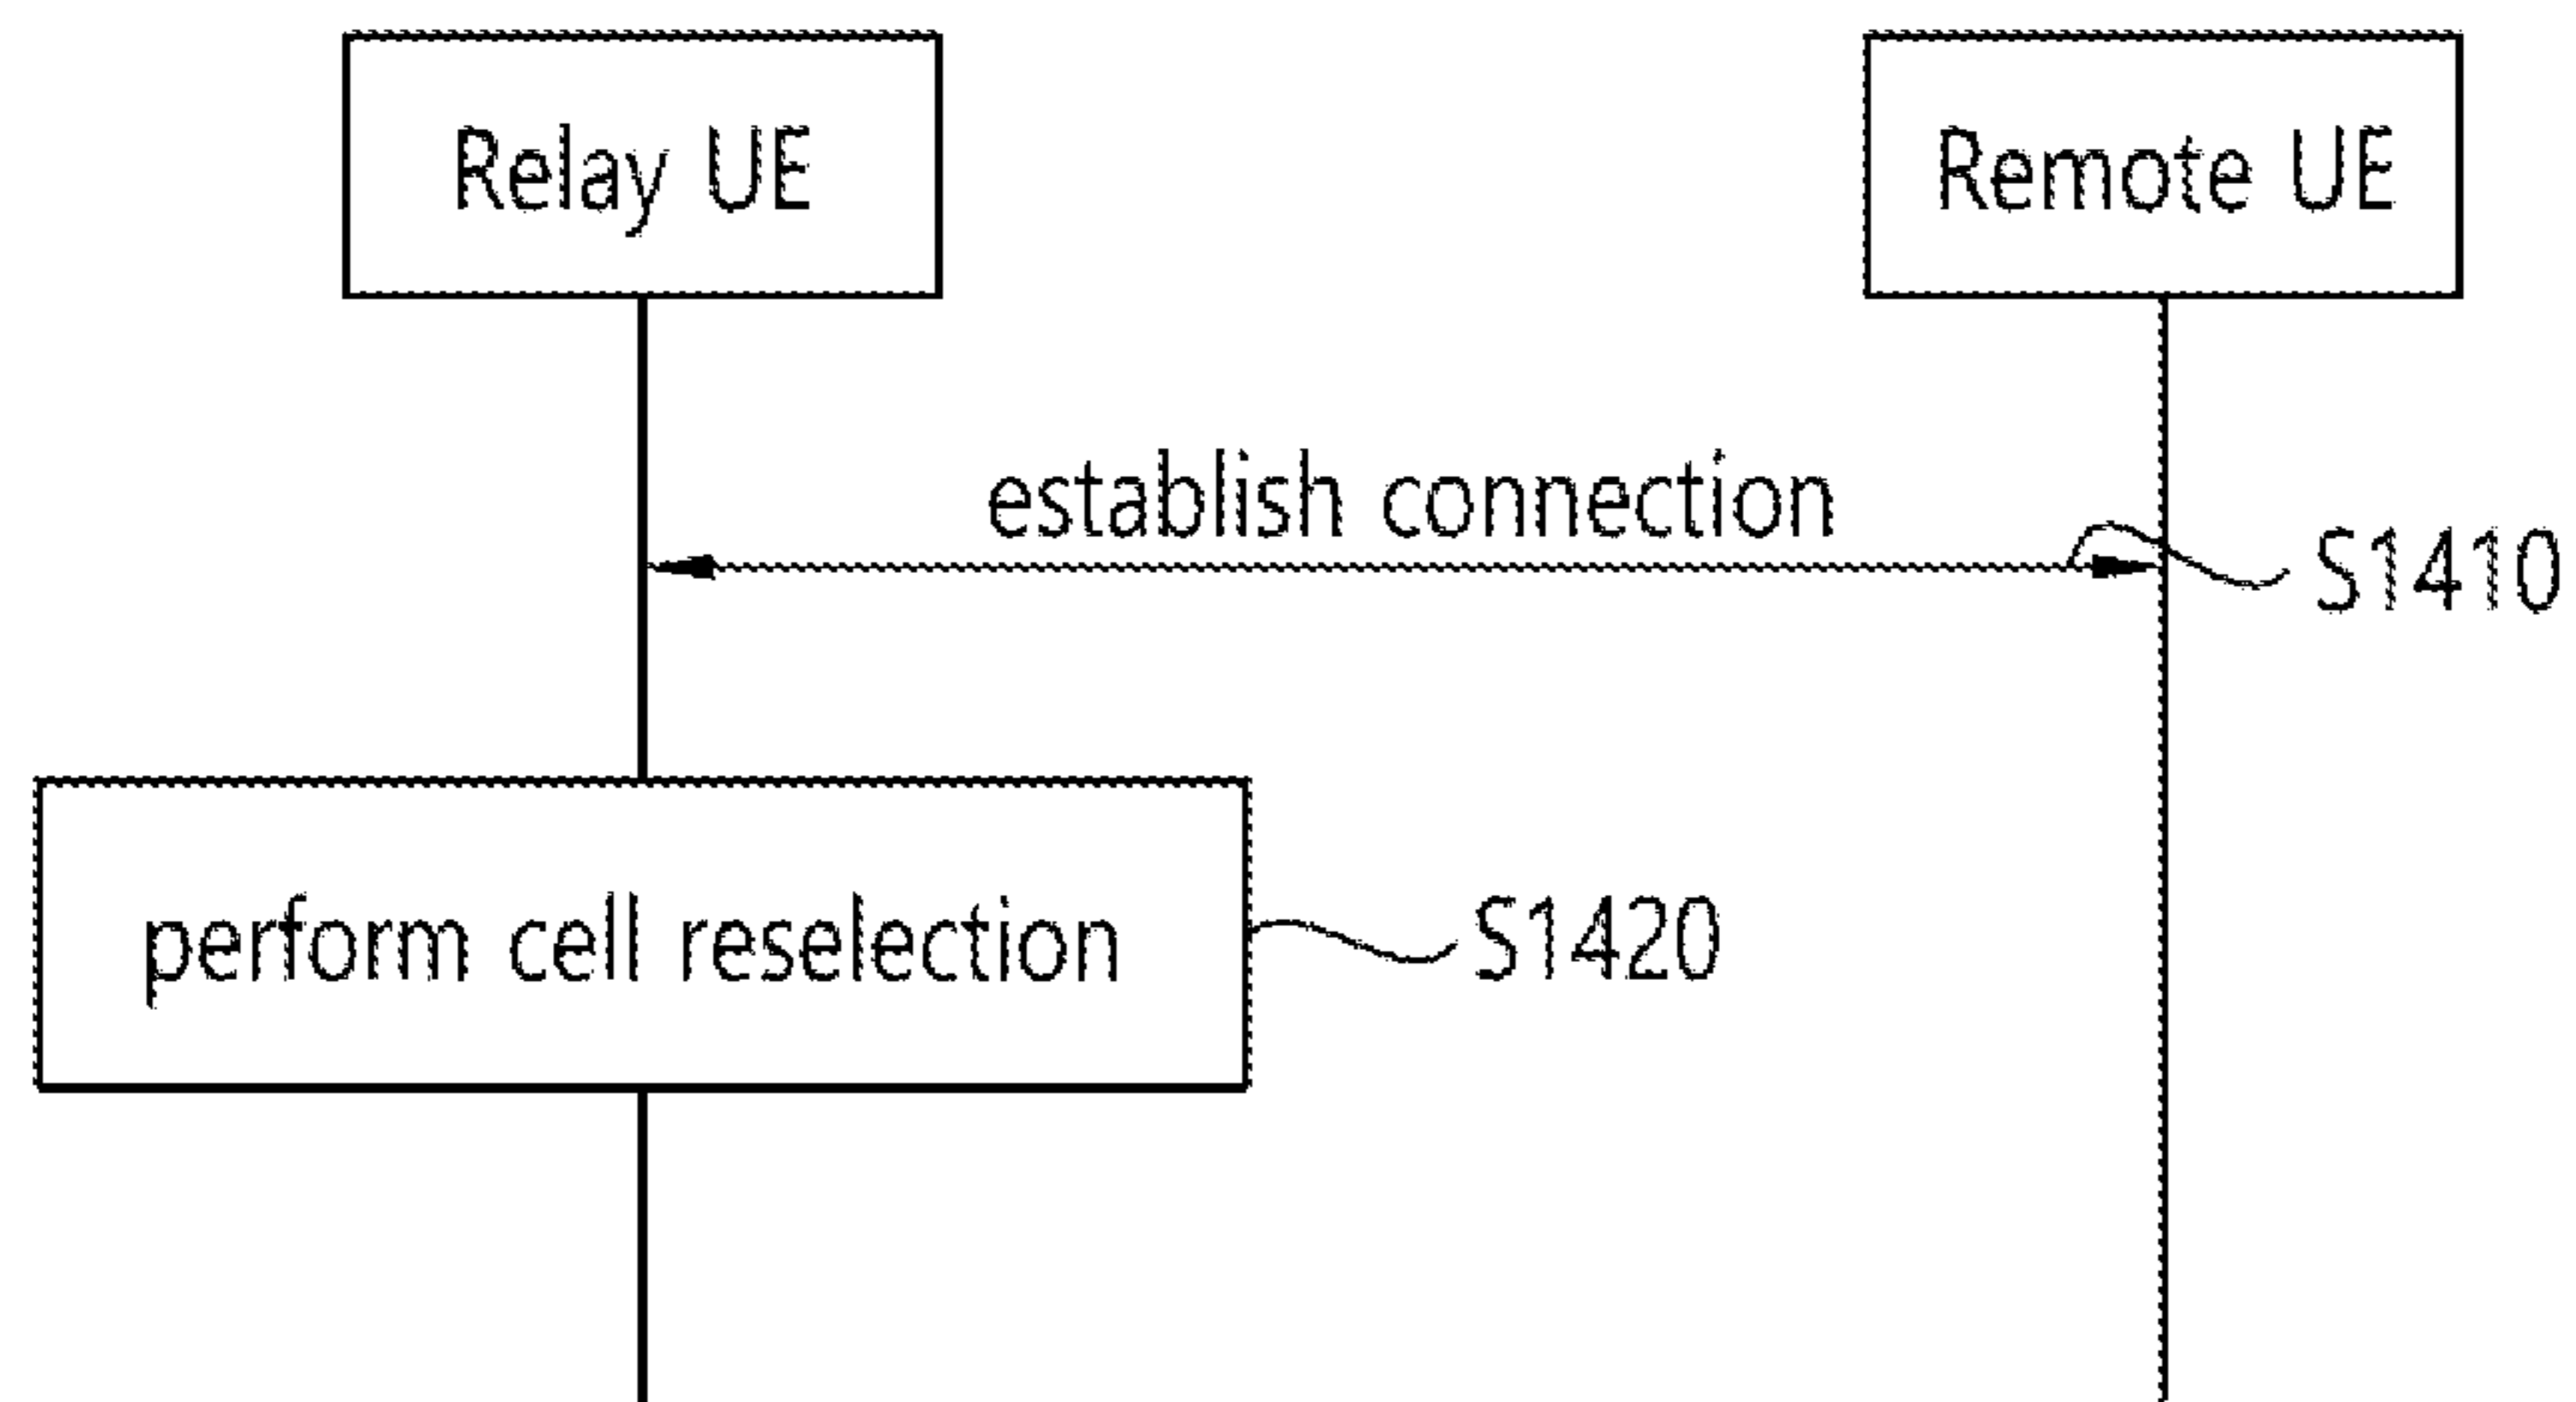 Relay UE
Remote UE
establish connection
S1410
perform cell reselection
S1420